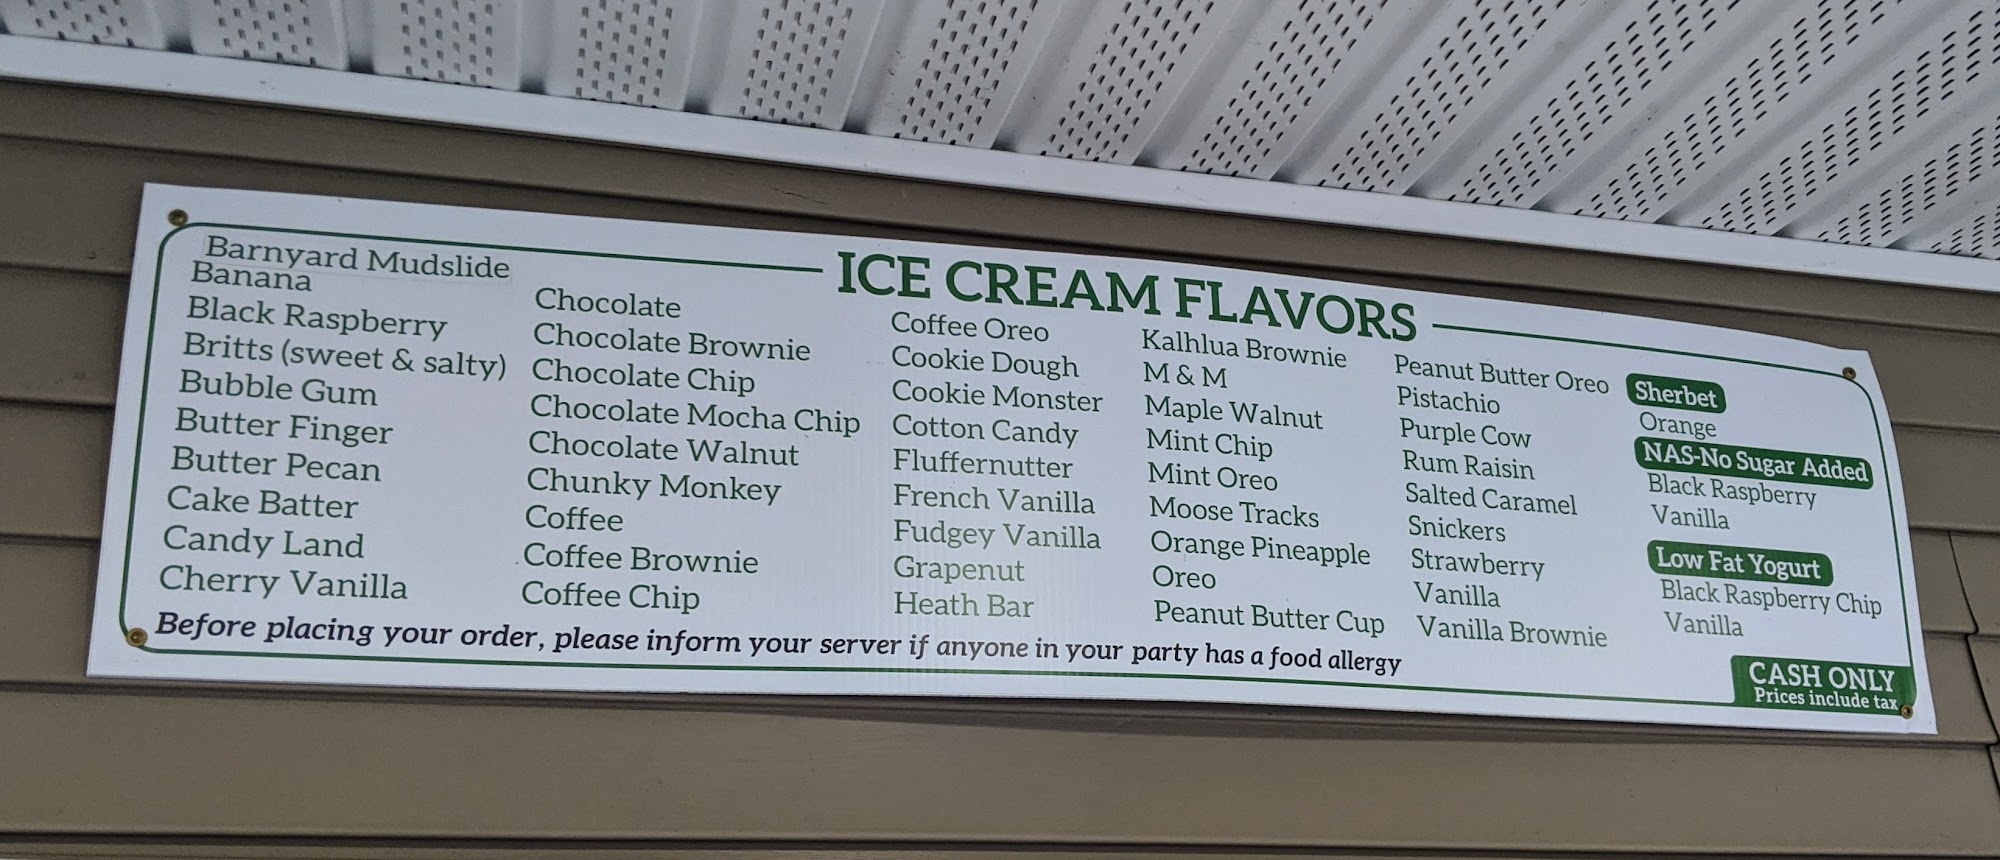 ICE CREAM FLAVORS
Barnyard Mudslide
Banana
Black Raspberry
Britts (sweet & salty)
Bubble Gum
Butter Finger
Butter Pecan
Cake Batter
Candy Land
Cherry Vanilla
Chocolate
Chocolate Brownie
Chocolate Chip
Chocolate Mocha Chip
Chocolate Walnut
Chunky Monkey
Coffee
Coffee Brownie
Coffee Chip
Coffee Oreo
Cookie Dough
Cookie Monster
Cotton Candy
Fluffernutter
French Vanilla
Fudgey Vanilla
Grapenut
Heath Bar
Kalhlua Brownie
M & M
Maple Walnut
Mint Chip
Mint Oreo
Moose Tracks
Orange Pineapple
Oreo
Peanut Butter Cup
Peanut Butter Oreo
Pistachio
Purple Cow
Rum Raisin
Salted Caramel
Snickers
Strawberry
Vanilla
Vanilla Brownie
Sherbet
Orange
NAS-No Sugar Added
Black Raspberry
Vanilla
Low Fat Yogurt
Black Raspberry Chip
Vanilla
Before placing your order, please inform your server if anyone in your party has a food allergy
CASH ONLY
Prices include tax